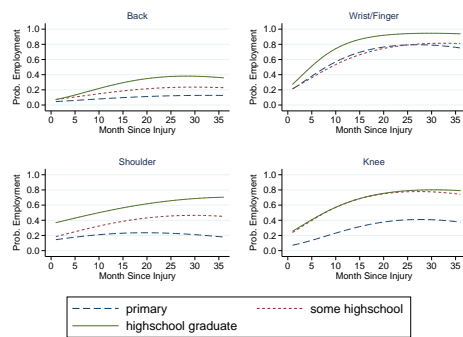 Back
Wrist/Finger
Prob. Employment
1.0
0.8
0.6
0.4
0.2
0.0
0 5 10 15 20 25 30 35
Month Since Injury
Prob. Employment
1.0
0.8
0.6
0.4
0.2
0.0
0 5 10 15 20 25 30 35
Month Since Injury
Shoulder
Knee
Prob. Employment
1.0
0.8
0.6
0.4
0.2
0.0
0 5 10 15 20 25 30 35
Month Since Injury
Prob. Employment
1.0
0.8
0.6
0.4
0.2
0.0
0 5 10 15 20 25 30 35
Month Since Injury
primary some highschool
highschool graduate